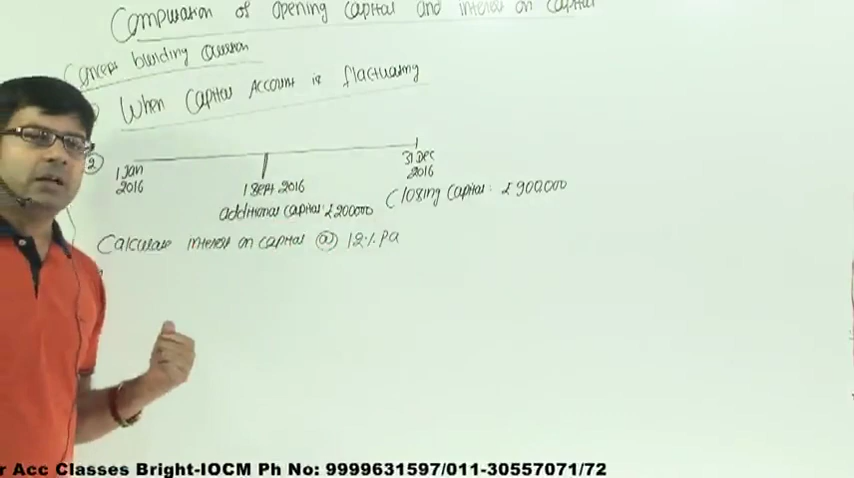 Computation of Opening Capital and interest on Capital
Concept building Question
When Capital Account is flactuating
2
1 Jan 2016
1 Sept 2016
31 Dec 2016
additional Capital: £200000
Closing Capital: £900000
Calculate interest on capital @ 12% Pa
r Acc Classes Bright-IOCM Ph No: 9999631597/011-30557071/72